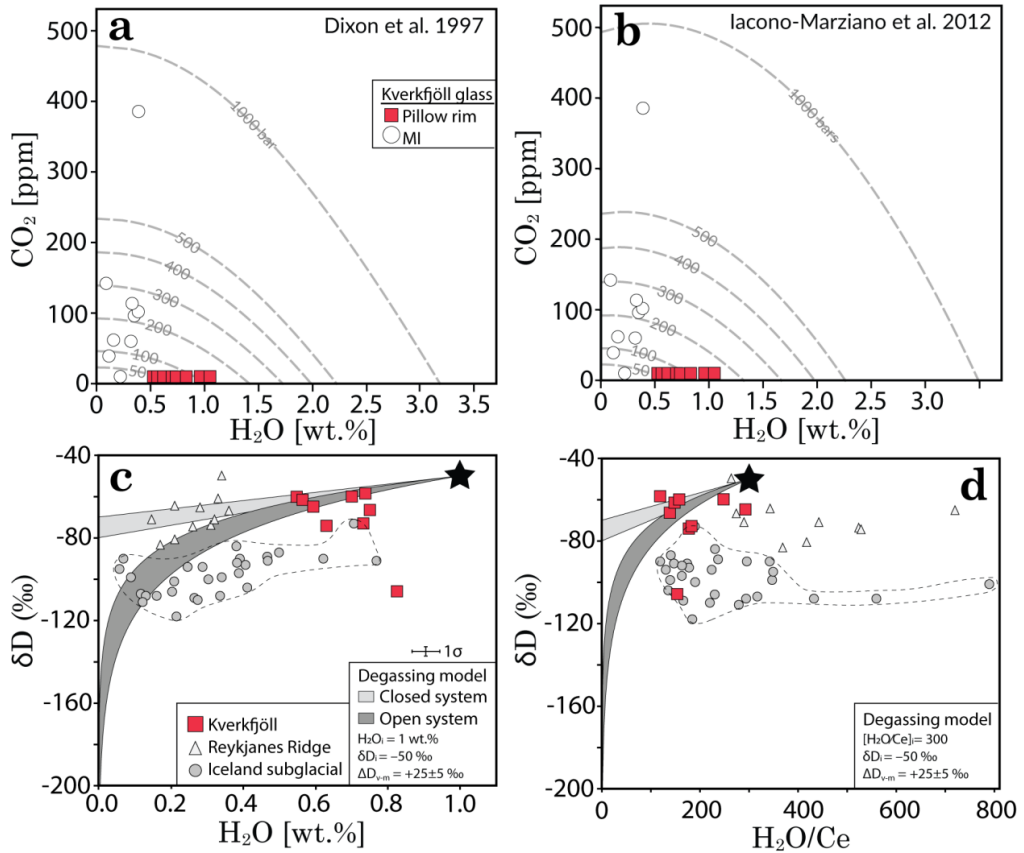 a
Dixon et al. 1997
500
400
300
200
100
0
CO₂ [ppm]
Kverkfjöll glass
Pillow rim
MI
1000 bar
500
400
300
200
100
50
0
0.5
1.0
1.5
2.0
2.5
3.0
3.5
H₂O [wt.%]
b
Iacono-Marziano et al. 2012
500
400
300
200
100
0
CO₂ [ppm]
1000 bars
500
400
300
200
100
50
0
0.5
1.0
1.5
2.0
2.5
3.0
3.5
H₂O [wt.%]
c
-40
-80
-120
-160
-200
δD (‰)
1σ
Degassing model
Closed system
Open system
H₂Oᵢ = 1 wt.%
δDᵢ = −50 ‰
ΔDᵥ₋ₘ = +25±5 ‰
Kverkfjöll
Reykjanes Ridge
Iceland subglacial
0.0
0.2
0.4
0.6
0.8
1.0
H₂O [wt.%]
d
-40
-80
-120
-160
-200
δD (‰)
Degassing model
[H₂O/Ce]ᵢ= 300
δDᵢ = −50 ‰
ΔDᵥ₋ₘ = +25±5 ‰
0
200
400
600
800
H₂O/Ce